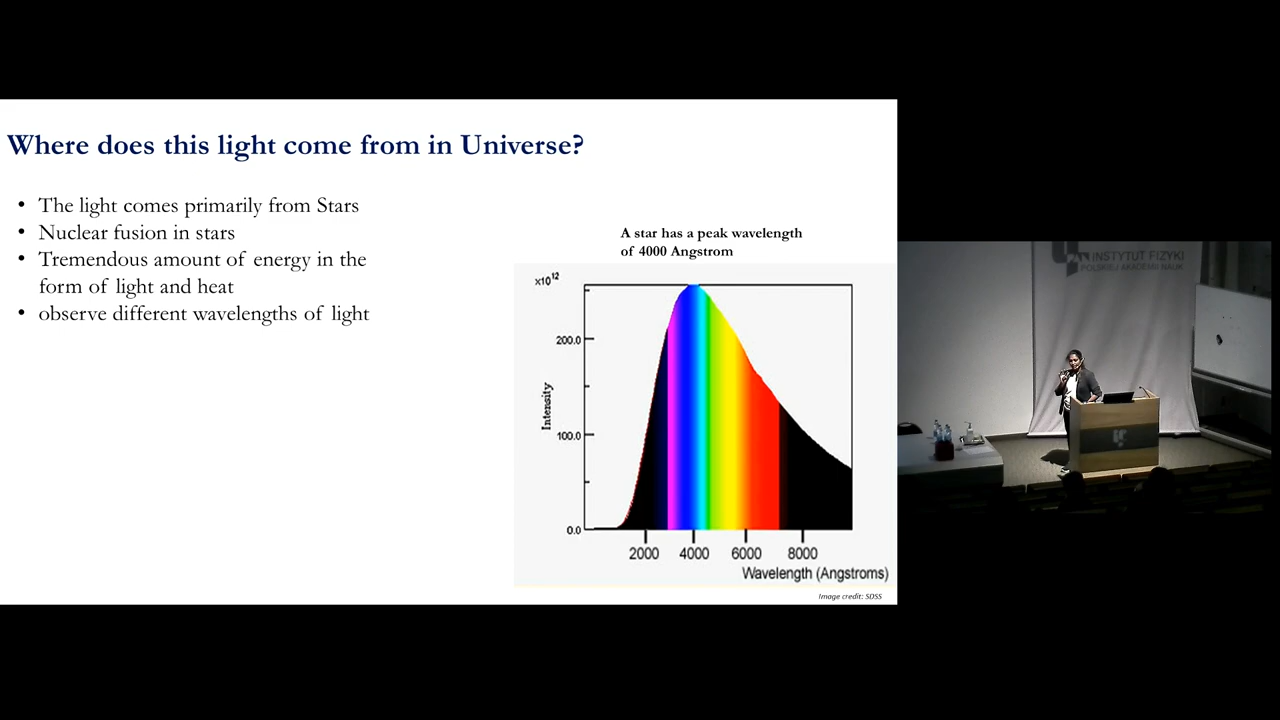 Where does this light come from in Universe?
• The light comes primarily from Stars
• Nuclear fusion in stars
• Tremendous amount of energy in the
form of light and heat
• observe different wavelengths of light
A star has a peak wavelength
of 4000 Angstrom
x10^12
200.0
100.0
0.0
Intensity
2000 4000 6000 8000
Wavelength (Angstroms)
Image credit: SDSS
INSTYTUT FIZYKI
POLSKIEJ AKADEMII NAUK